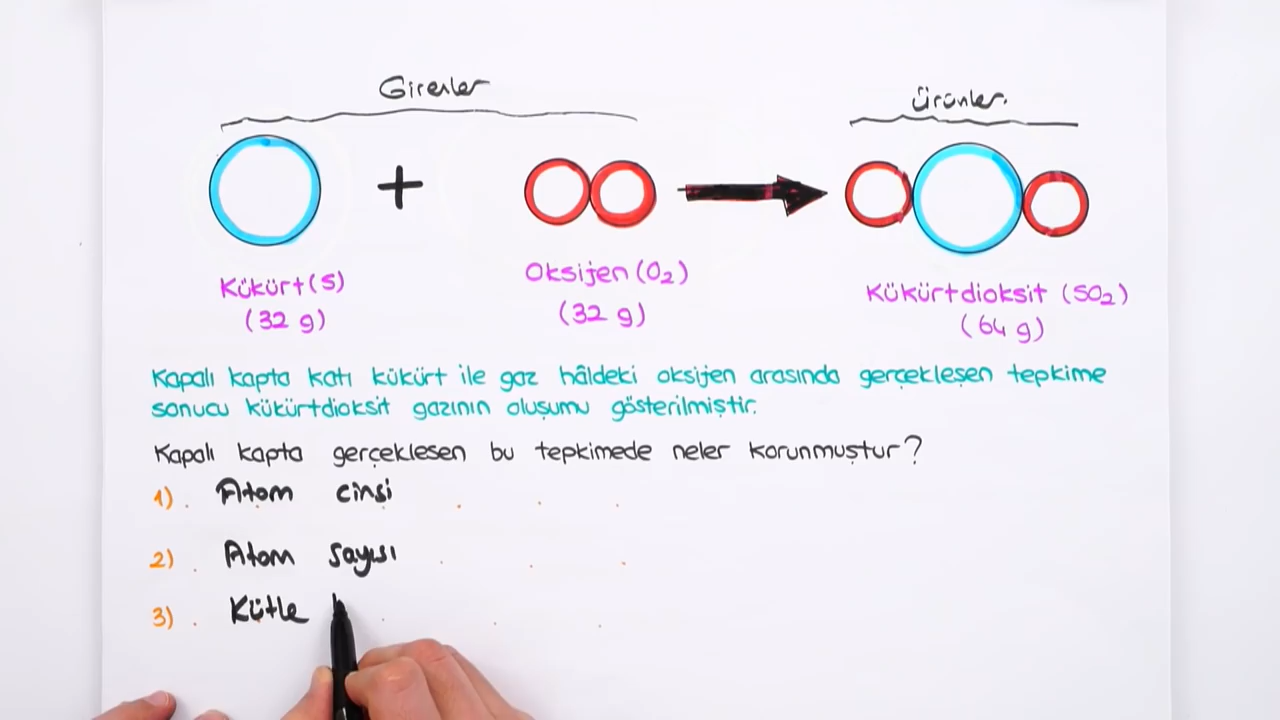 Girenler
Ürünler
+
Kükürt (S)
(32 g)
Oksijen (O₂)
(32 g)
Kükürtdioksit (SO₂)
(64 g)
Kapalı kapta katı kükürt ile gaz hâldeki oksijen arasında gerçekleşen tepkime
sonucu kükürtdioksit gazının oluşumu gösterilmiştir.
Kapalı kapta gerçeklesen bu tepkimede neler korunmuştur?
1) Atom cinsi
2) Atom sayısı
3) Kütle